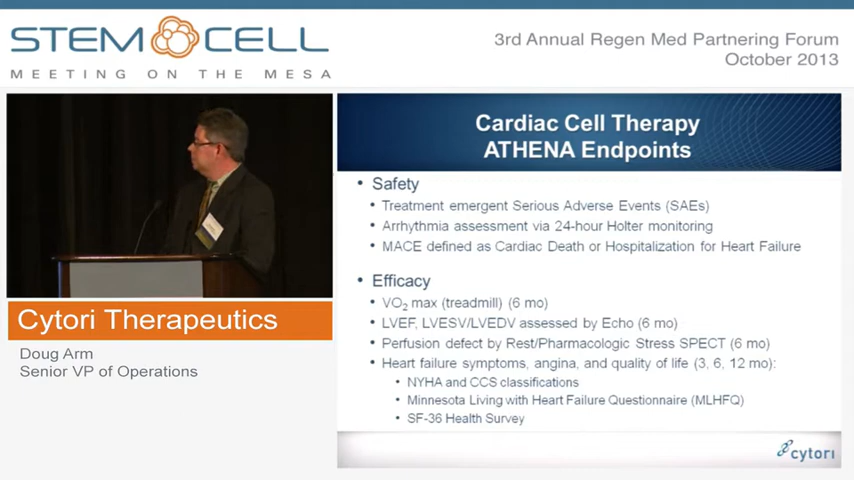 STEM CELL
MEETING ON THE MESA
3rd Annual Regen Med Partnering Forum
October 2013
Cardiac Cell Therapy
ATHENA Endpoints
• Safety
• Treatment emergent Serious Adverse Events (SAEs)
• Arrhythmia assessment via 24-hour Holter monitoring
• MACE defined as Cardiac Death or Hospitalization for Heart Failure
• Efficacy
• VO2 max (treadmill) (6 mo)
• LVEF, LVESV/LVEDV assessed by Echo (6 mo)
• Perfusion defect by Rest/Pharmacologic Stress SPECT (6 mo)
• Heart failure symptoms, angina, and quality of life (3, 6, 12 mo):
• NYHA and CCS classifications
• Minnesota Living with Heart Failure Questionnaire (MLHFQ)
• SF-36 Health Survey
cytori
Cytori Therapeutics
Doug Arm
Senior VP of Operations